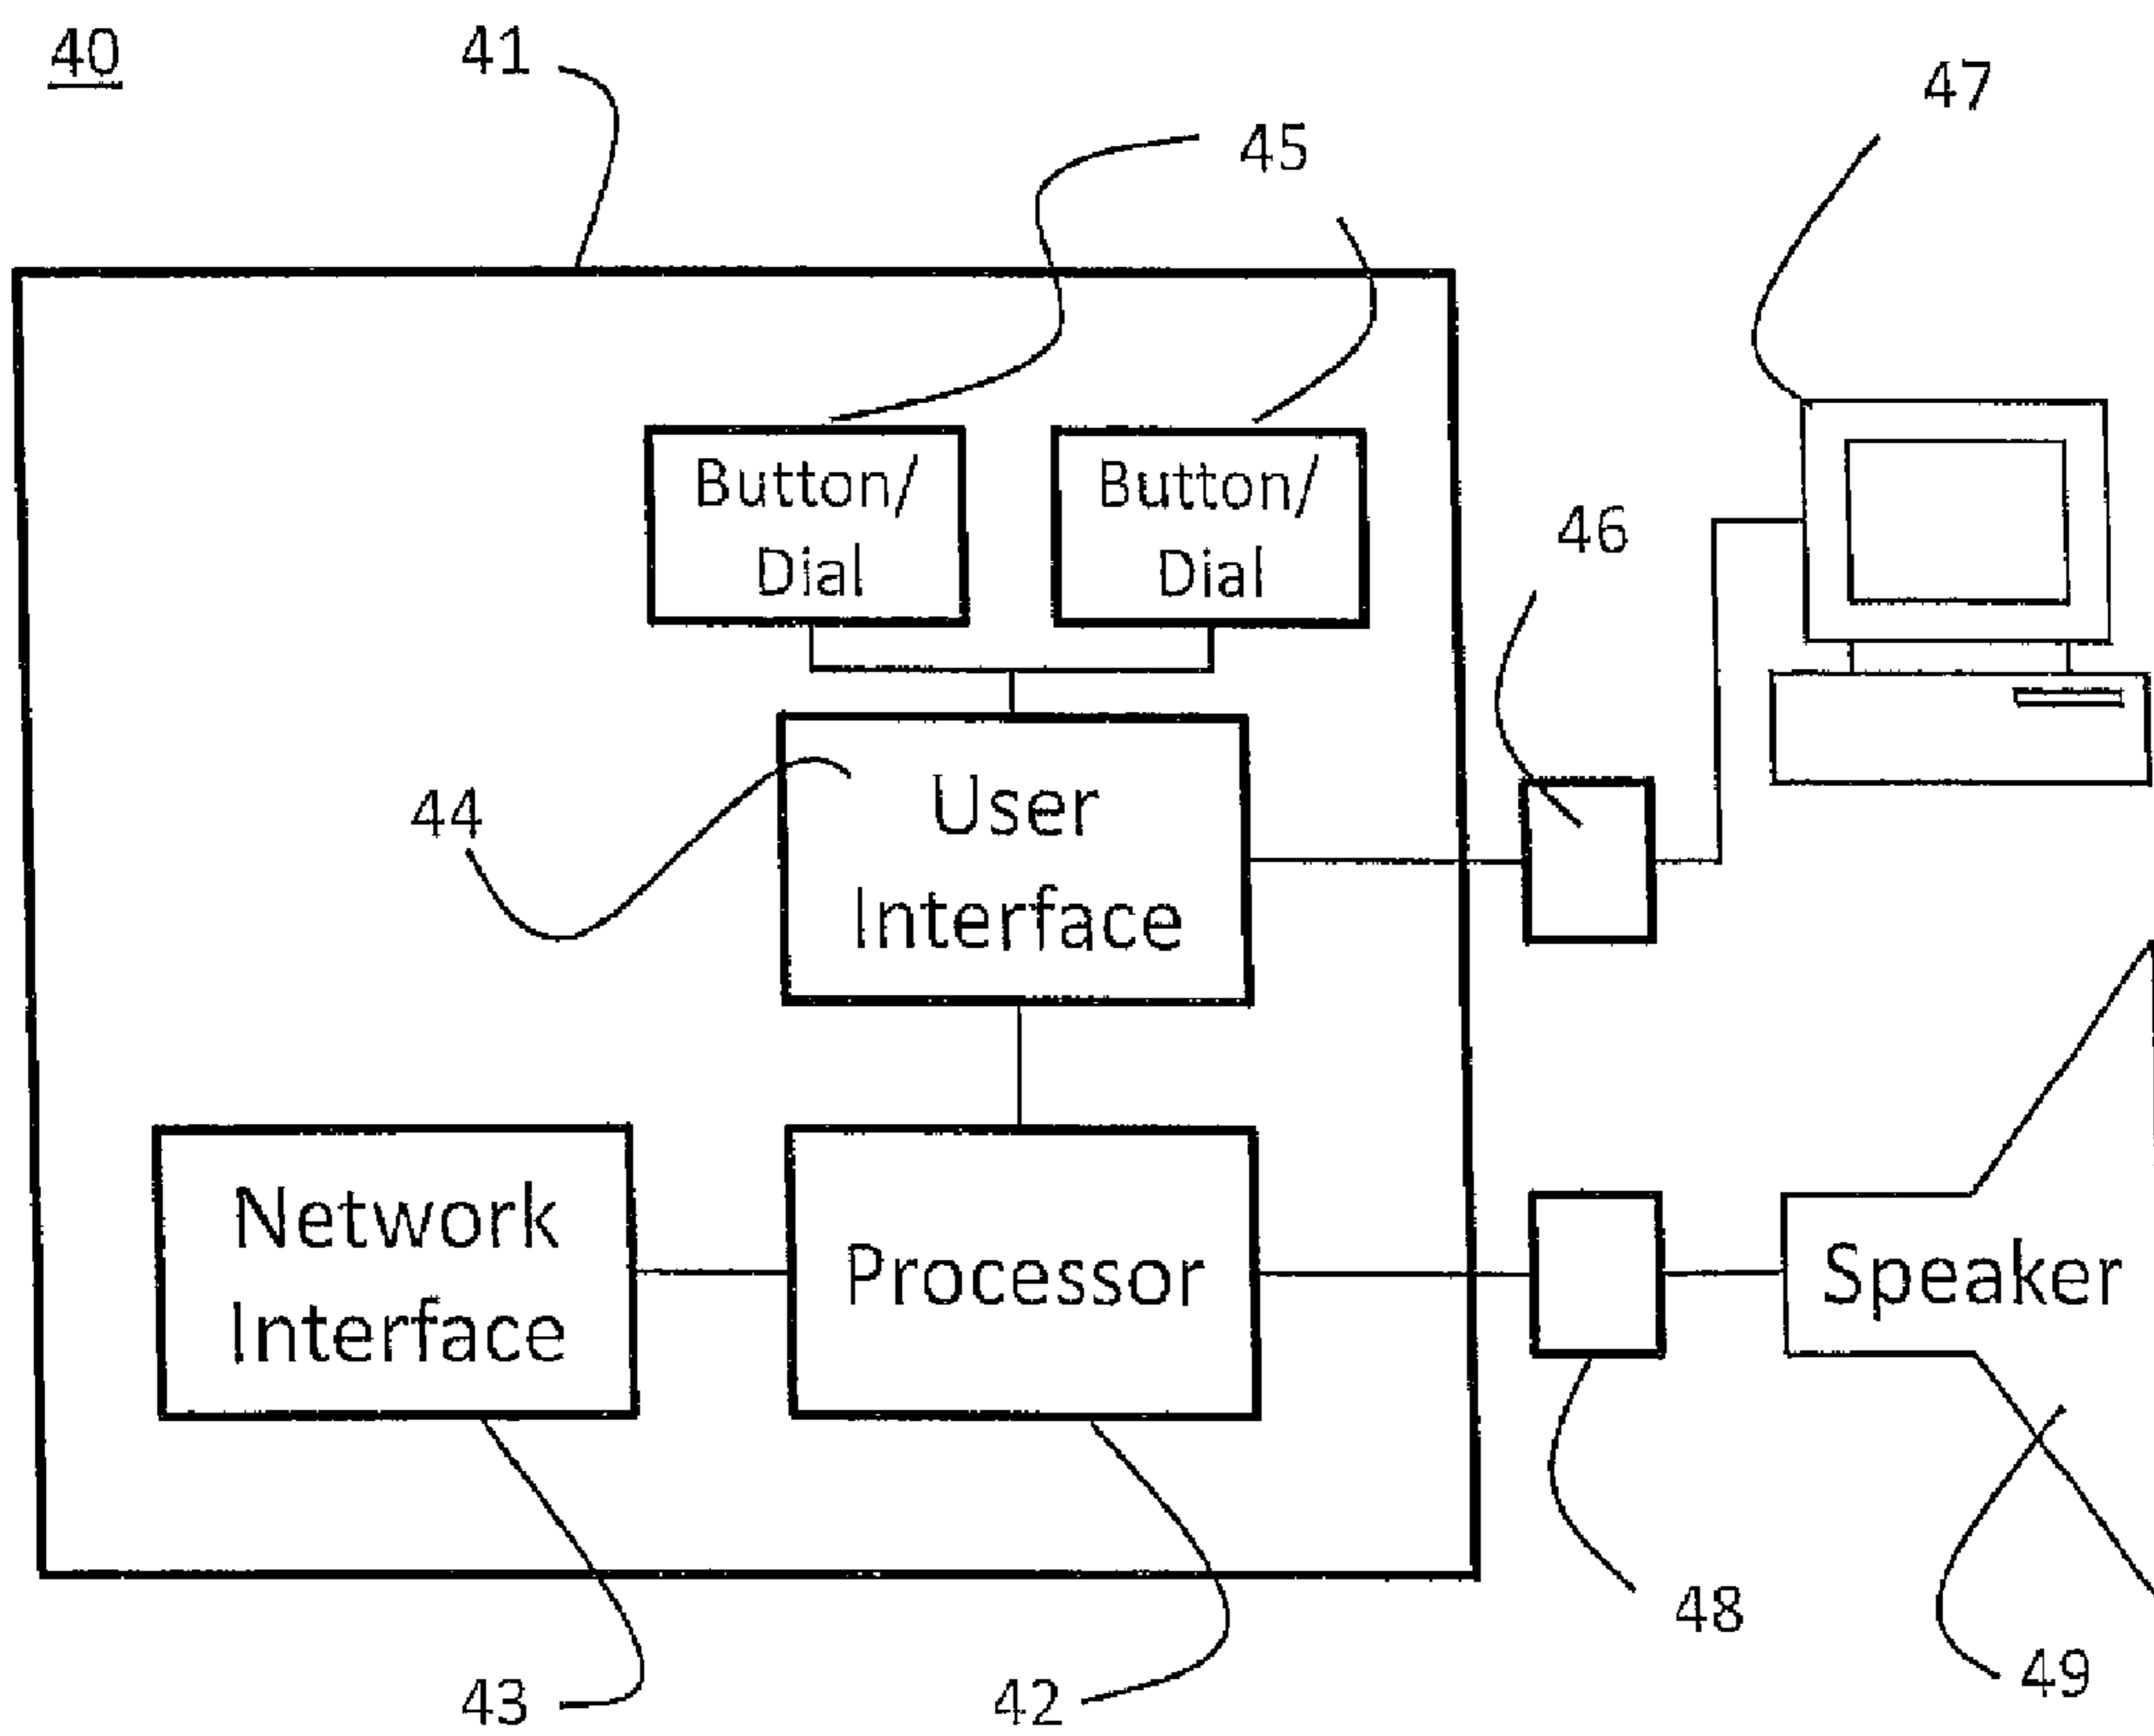 40
41
47
45
Button/
Dial
Button/
Dial
46
44
User
Interface
Network
Interface
Processor
Speaker
48
49
43
42